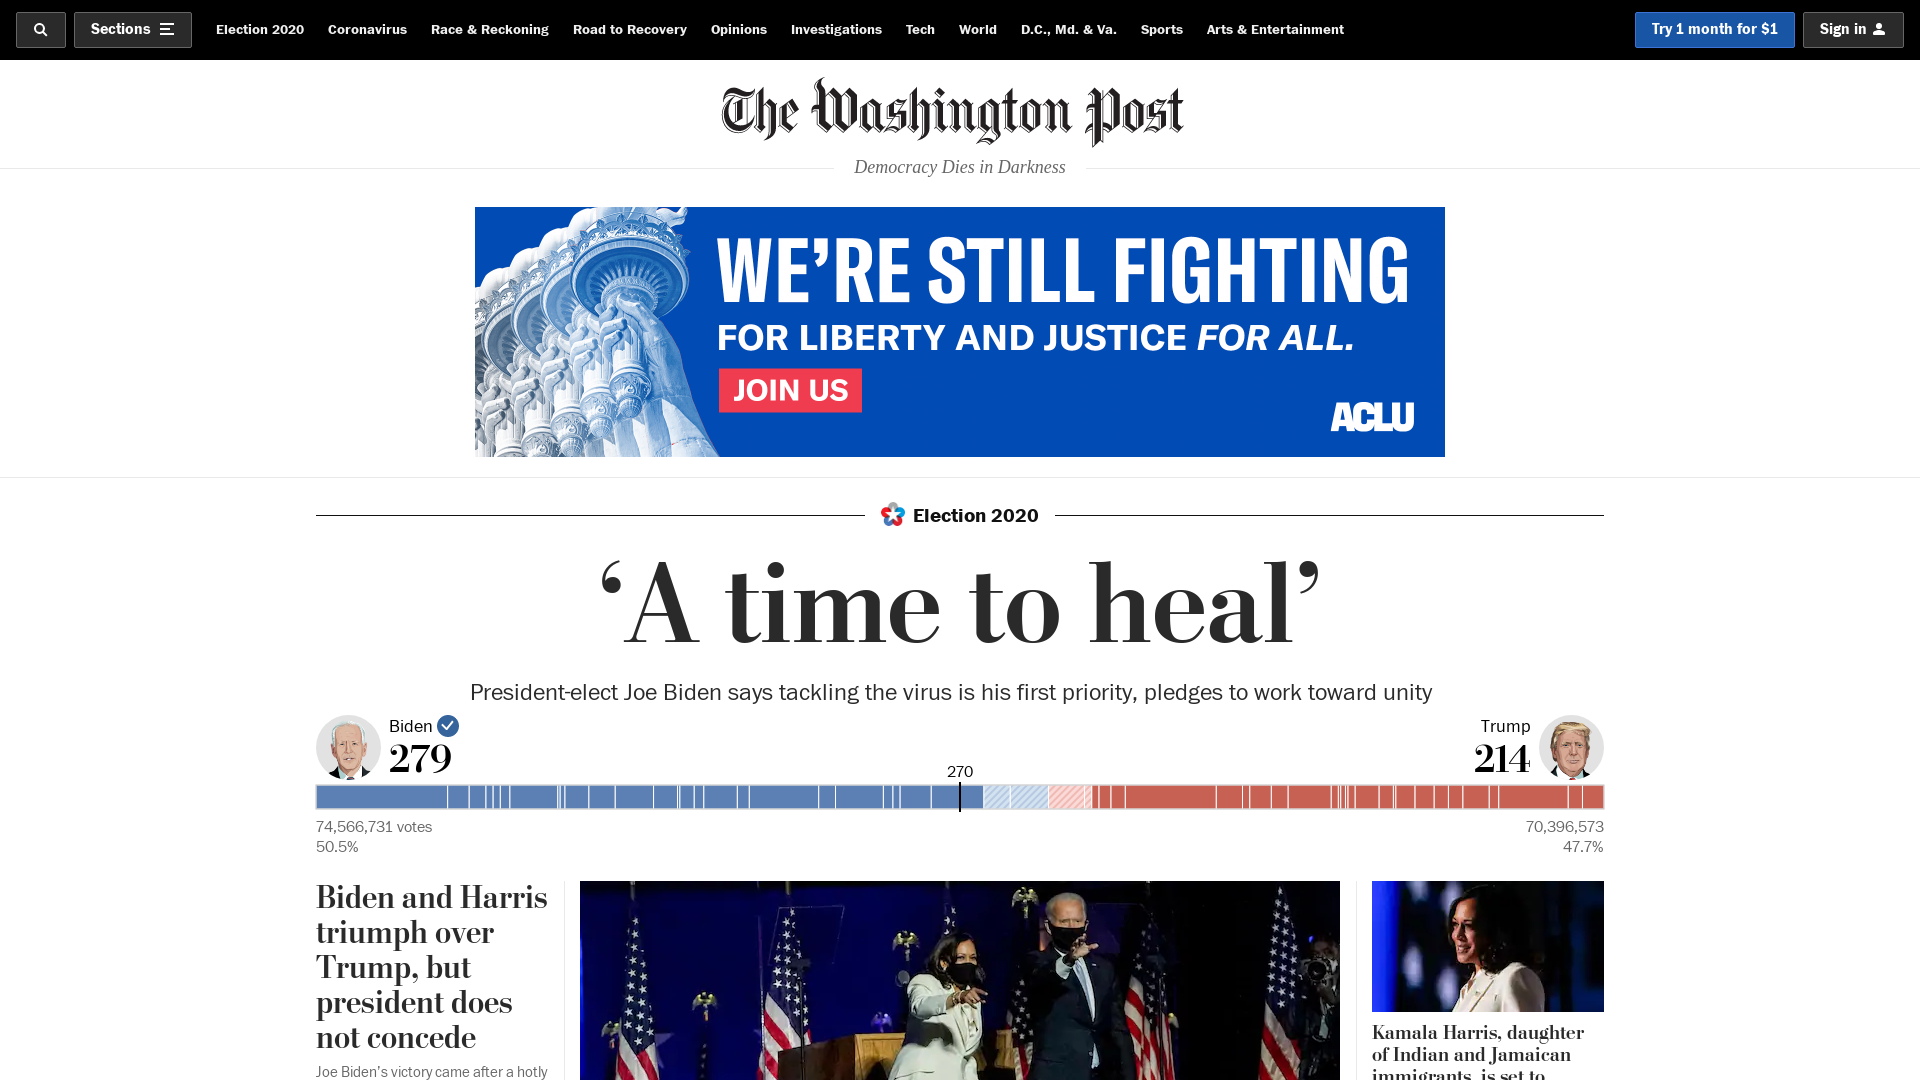 Sections
Election 2020
Coronavirus
Race & Reckoning
Road to Recovery
Opinions
Investigations
Tech
World
D.C., Md. & Va.
Sports
Arts & Entertainment
Try 1 month for $1
Sign in
The Washington Post
Democracy Dies in Darkness
WE'RE STILL FIGHTING
FOR LIBERTY AND JUSTICE FOR ALL.
JOIN US
ACLU
Election 2020
‘A time to heal’
President-elect Joe Biden says tackling the virus is his first priority, pledges to work toward unity
Biden
279
Trump
214
270
74,566,731 votes
50.5%
70,396,573
47.7%
Biden and Harris
triumph over
Trump, but
president does
not concede
Joe Biden's victory came after a hotly
Kamala Harris, daughter
of Indian and Jamaican
immigrants, is set to